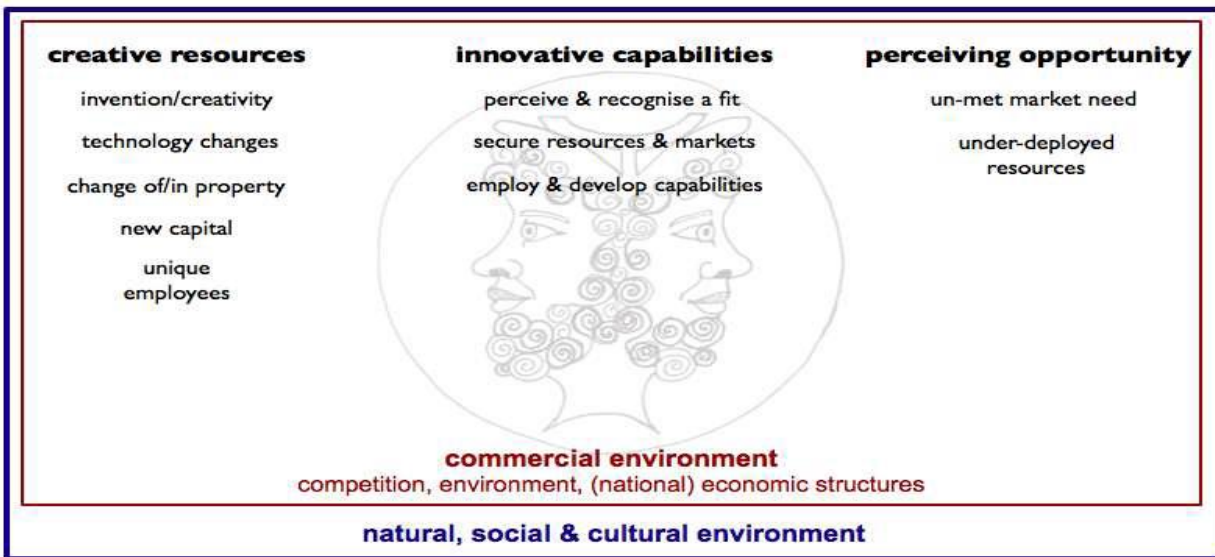 creative resources
invention/creativity
technology changes
change of/in property
new capital
unique
employees
innovative capabilities
perceive & recognise a fit
secure resources & markets
employ & develop capabilities
perceiving opportunity
un-met market need
under-deployed
resources
commercial environment
competition, environment, (national) economic structures
natural, social & cultural environment